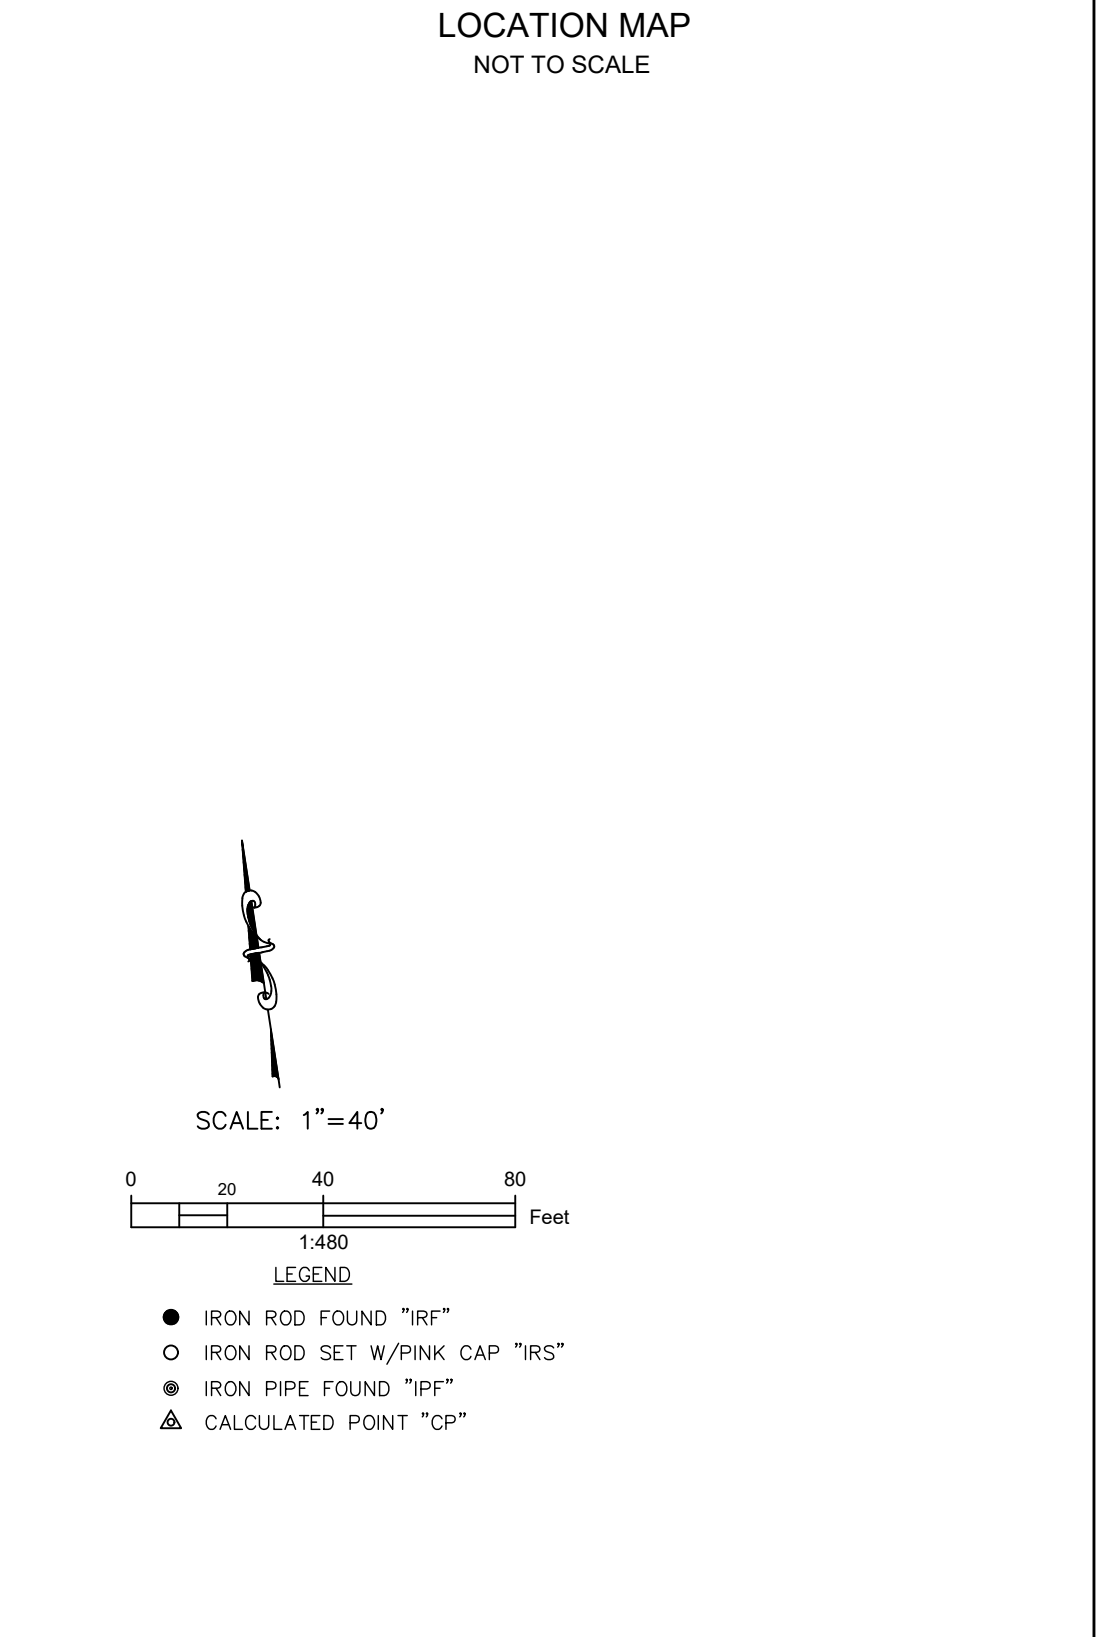 LOCATION MAP
NOT TO SCALE
SCALE: 1"=40'
0 20 40 80
Feet
1:480
LEGEND
IRON ROD FOUND "IRF"
IRON ROD SET W/PINK CAP "IRS"
IRON PIPE FOUND "IPF"
CALCULATED POINT "CP"